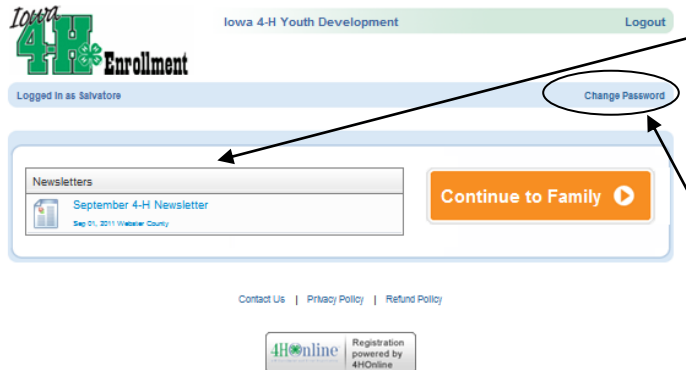 Iowa
4-H
Enrollment
Iowa 4-H Youth Development
Logout
Logged in as Salvatore
Change Password
Newsletters
September 4-H Newsletter
Sep 01, 2011 Webster County
Continue to Family
Contact Us | Privacy Policy | Refund Policy
4HOnline
Registration
powered by
4HOnline